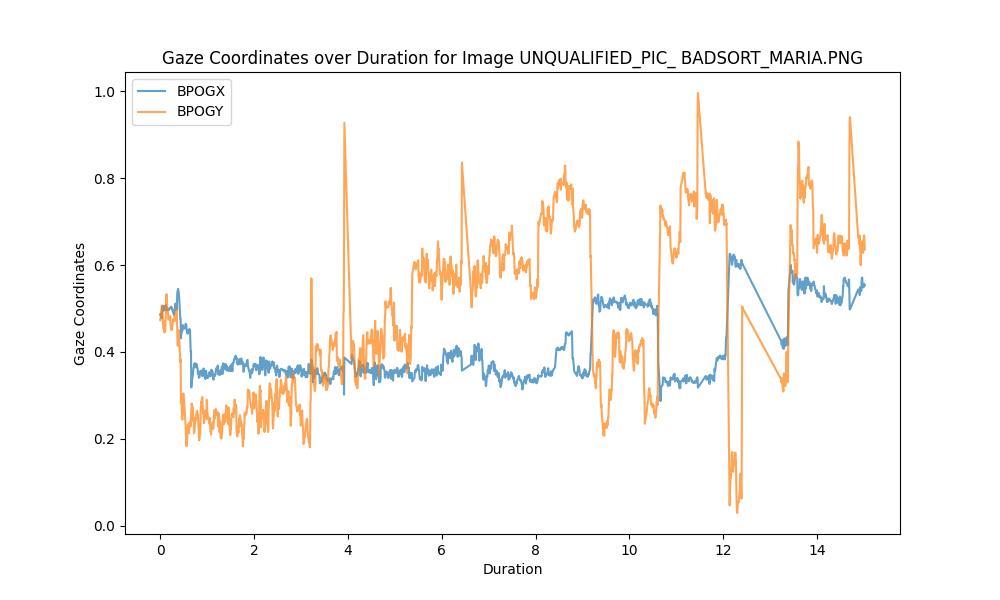 Gaze Coordinates over Duration for Image UNQUALIFIED_PIC_ BADSORT_MARIA.PNG
BPOGX
BPOGY
1.0
0.8
0.6
0.4
0.2
0.0
Gaze Coordinates
0 2 4 6 8 10 12 14
Duration